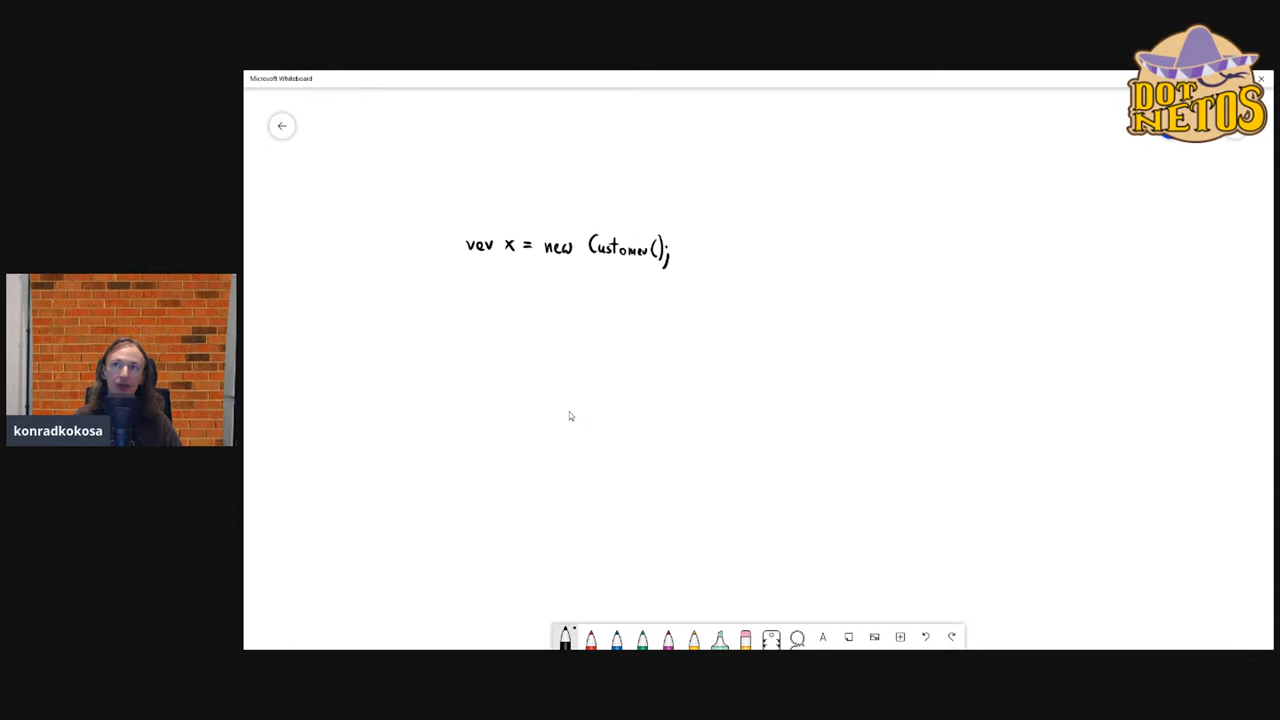 Microsoft Whiteboard
DOT
NETOS
var x = new Customer();
konradkokosa
A